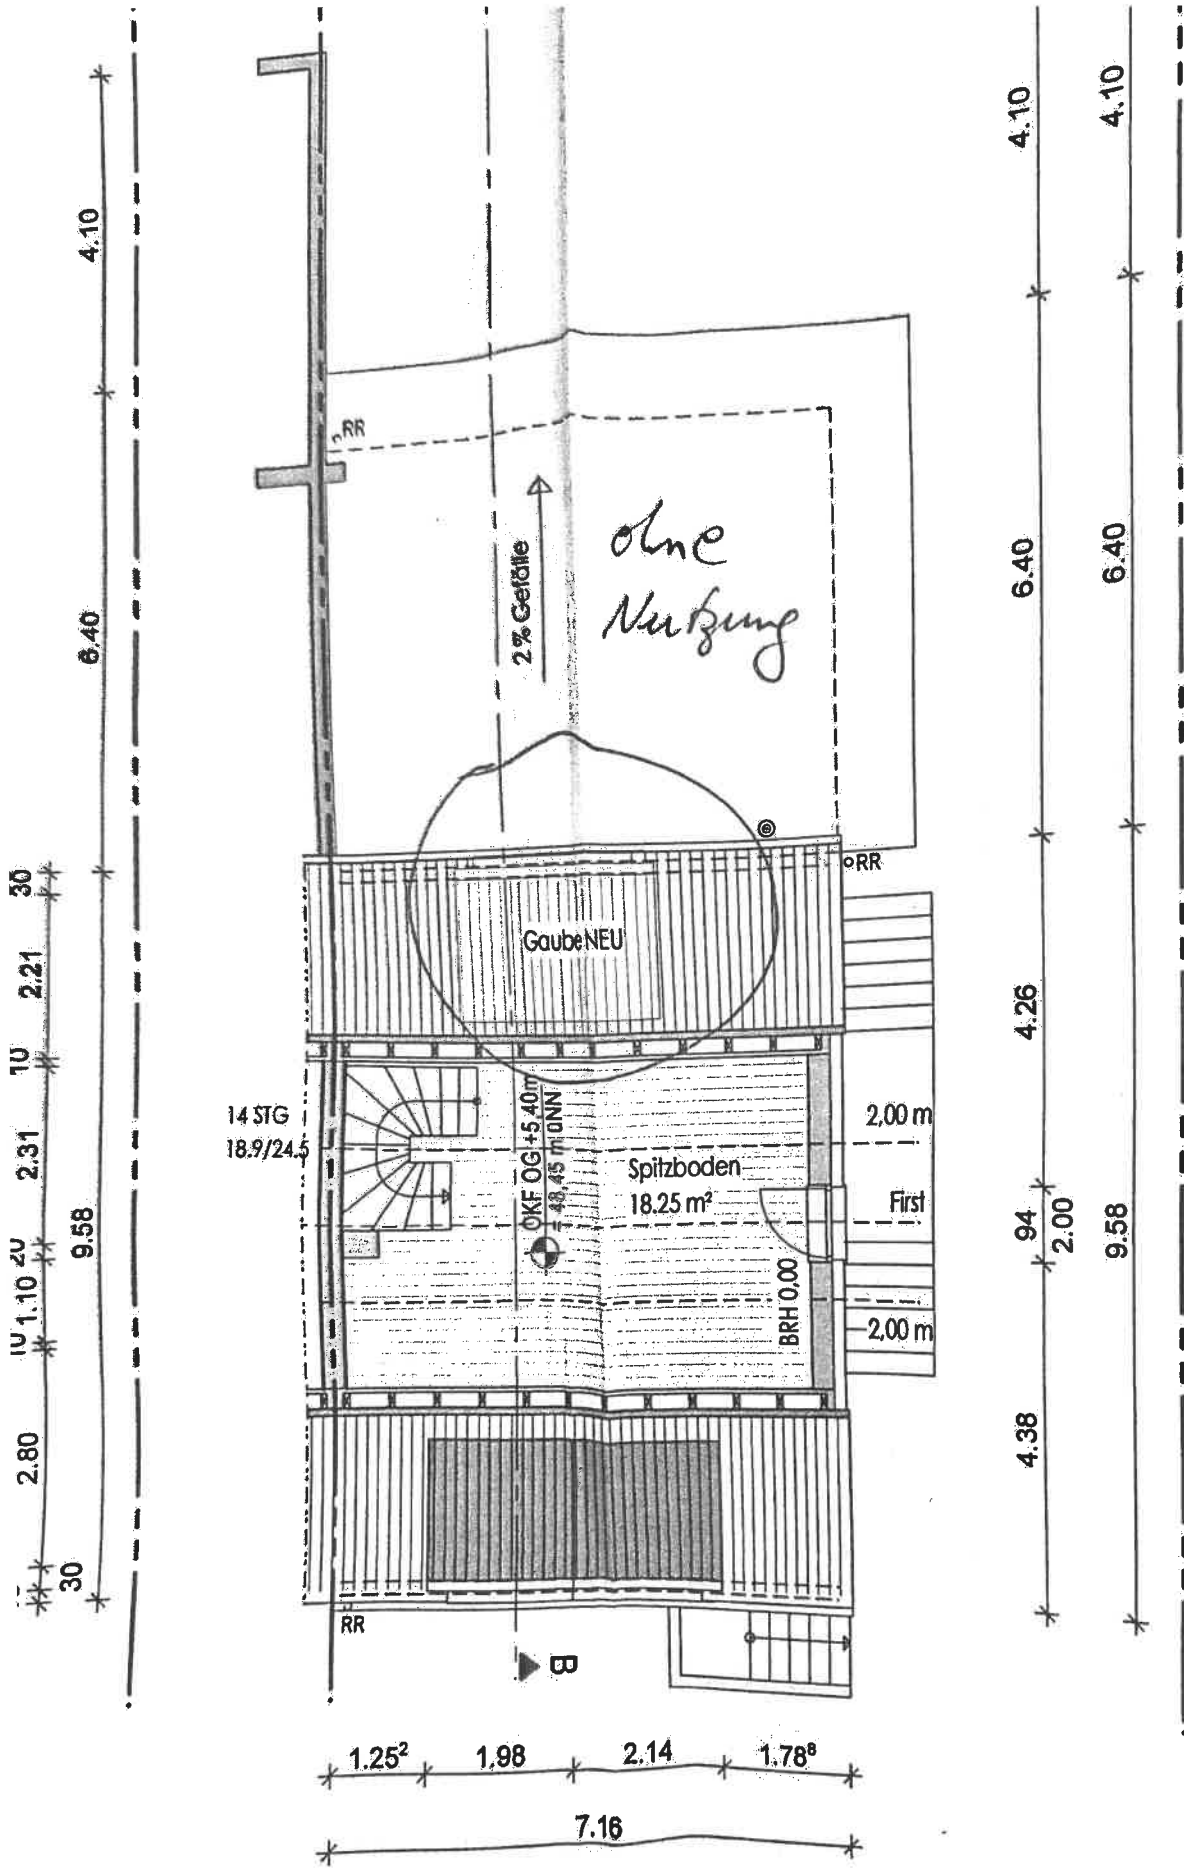 4.10
4.10
4.10
RR
2% Gefälle
ohne
Nutzung
6.40
6.40
6.40
RR
30
2.21
10
2.31
20
1.10
10
2.80
30
9.58
GaubeNEU
14 STG
18.9/24.5
OKF OG +5,40m
= 48,45 m üNN
Spitzboden
18.25 m²
BRH 0,00
2,00 m
First
2,00 m
4.26
94
2.00
4.38
9.58
RR
B
1.25²
1.98
2.14
1.78⁸
7.16